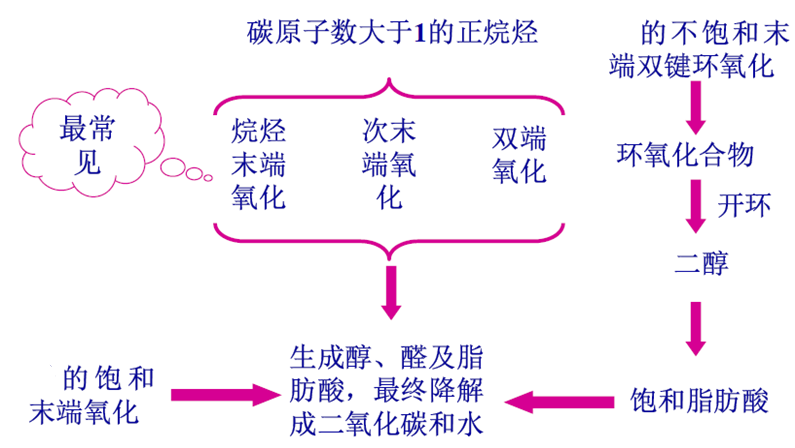 碳原子数大于1的正烷烃
最常
见
烷烃
末端
氧化
次末
端氧
化
双端
氧化
生成醇、醛及脂
肪酸，最终降解
成二氧化碳和水
的饱和
末端氧化
的不饱和末
端双键环氧化
环氧化合物
开环
二醇
饱和脂肪酸